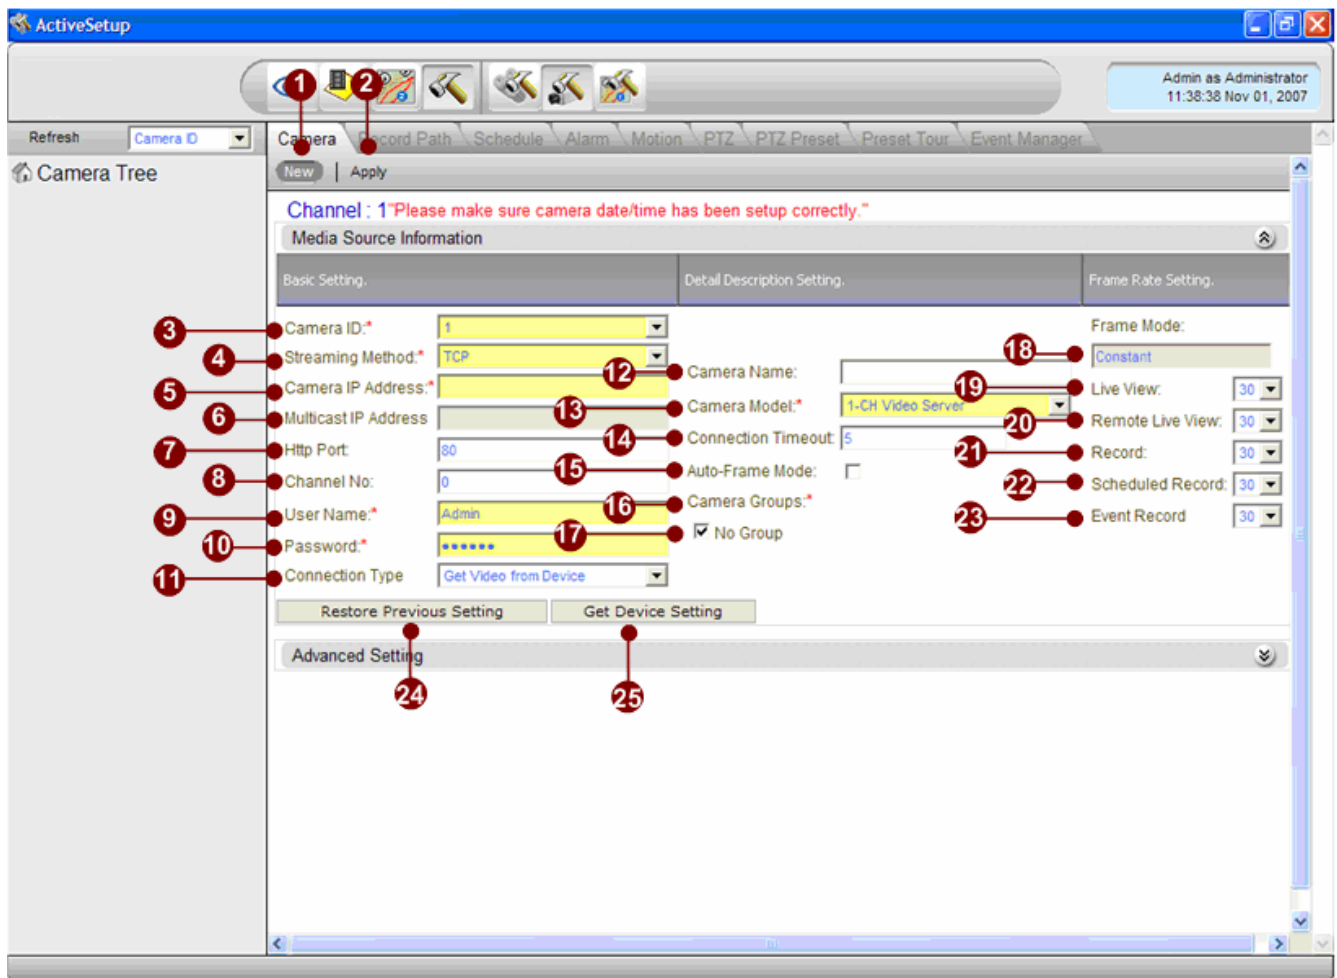 ActiveSetup
Admin as Administrator
11:38:38 Nov 01, 2007
1
2
Refresh
Camera ID
Camera Record Path Schedule Alarm Motion PTZ PTZ Preset Preset Tour Event Manager
Camera Tree
New | Apply
Channel : 1"Please make sure camera date/time has been setup correctly."
Media Source Information
Basic Setting.
Detail Description Setting.
Frame Rate Setting.
3 Camera ID:* 1
4 Streaming Method:* TCP
5 Camera IP Address:*
6 Multicast IP Address
7 Http Port: 80
8 Channel No: 0
9 User Name:* Admin
10 Password:* ••••••
11 Connection Type Get Video from Device
12 Camera Name:
13 Camera Model:* 1-CH Video Server
14 Connection Timeout: 5
15 Auto-Frame Mode:
16 Camera Groups:*
17 No Group
Frame Mode:
18 Constant
19 Live View: 30
20 Remote Live View: 30
21 Record: 30
22 Scheduled Record: 30
23 Event Record 30
Restore Previous Setting
Get Device Setting
Advanced Setting
24
25